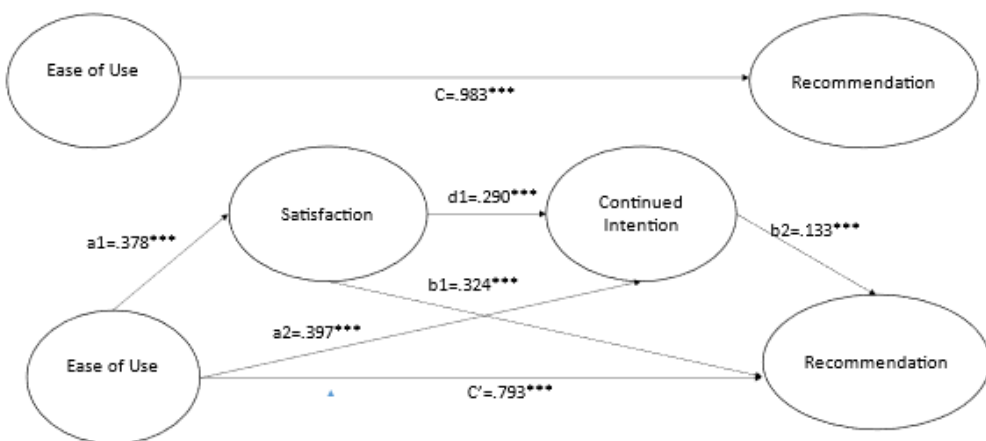 Ease of Use
Recommendation
C=.983***
Satisfaction
d1=.290***
Continued
Intention
a1=.378***
b2=.133***
b1=.324***
a2=.397***
Ease of Use
Recommendation
C’=.793***